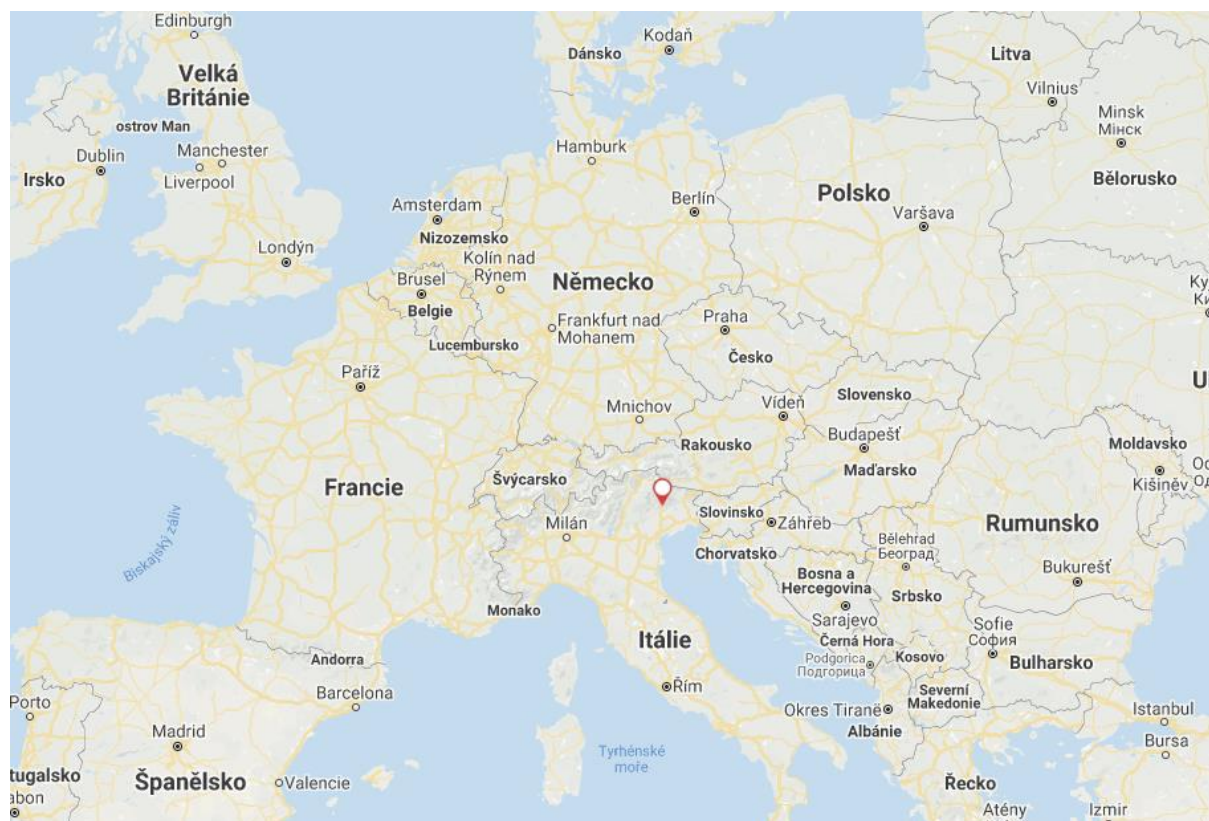 Edinburgh
Kodaň
Dánsko
Litva
Velká
Británie
Vilnius
Minsk
Мінск
ostrov Man
Dublin
Manchester
Hamburk
Irsko
Liverpool
Bělorusko
Berlín
Polsko
Amsterdam
Varšava
Nizozemsko
Londýn
Kolín nad
Rýnem
Brusel
Německo
Belgie
Praha
Frankfurt nad
Mohanem
Lucembursko
Česko
Paříž
Slovensko
Mnichov
Vídeň
Rakousko
Budapešť
Moldavsko
Maďarsko
Švýcarsko
Kišiněv
Francie
Slovinsko
Milán
Záhřeb
Rumunsko
Biskajský záliv
Chorvatsko
Bělehrad
Београд
Bosna a
Hercegovina
Bukurešť
Srbsko
Monako
Sarajevo
Sofie
София
Itálie
Černá Hora
Andorra
Podgorica
Подгорица
Kosovo
Bulharsko
Řím
Barcelona
Severní
Makedonie
Porto
Okres Tiranë
Istanbul
Madrid
Albánie
Bursa
Tyrhénské
moře
tugalsko
Španělsko
Valencie
Řecko
abon
Atény
Izmir